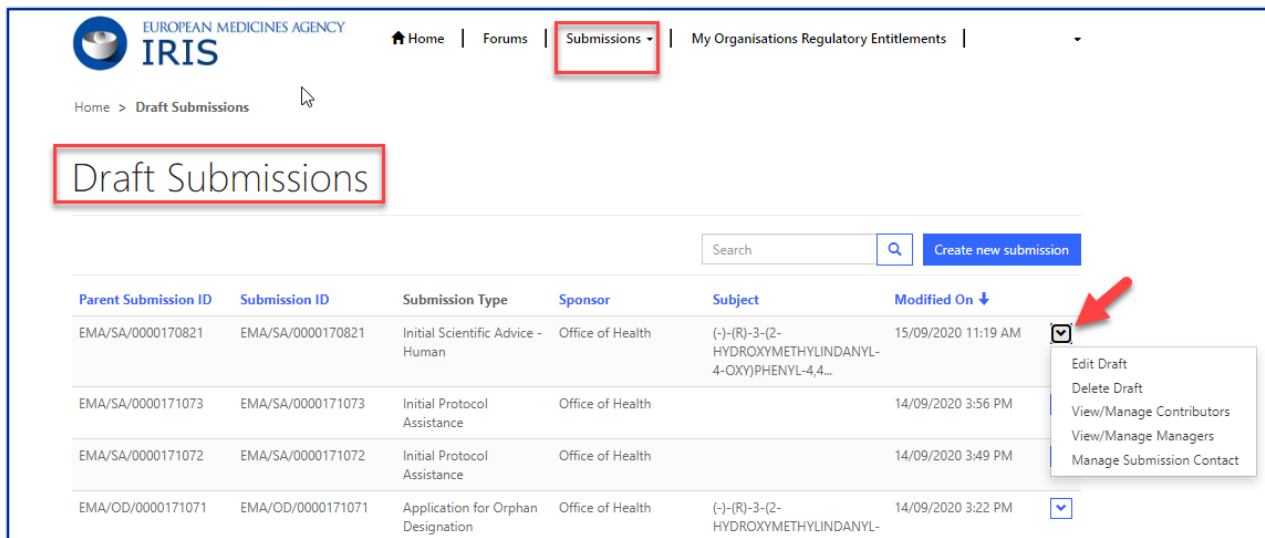 EUROPEAN MEDICINES AGENCY
IRIS
Home | Forums | Submissions | My Organisations Regulatory Entitlements |
Home > Draft Submissions
Draft Submissions
Search Create new submission
Parent Submission ID Submission ID Submission Type Sponsor Subject Modified On
EMA/SA/0000170821 EMA/SA/0000170821 Initial Scientific Advice - Office of Health (-)-(R)-3-(2- 15/09/2020 11:19 AM
Human HYDROXYMETHYLINDANYL-
4-OXY)PHENYL-4,4...
Edit Draft
Delete Draft
View/Manage Contributors
View/Manage Managers
Manage Submission Contact
EMA/SA/0000171073 EMA/SA/0000171073 Initial Protocol Office of Health 14/09/2020 3:56 PM
Assistance
EMA/SA/0000171072 EMA/SA/0000171072 Initial Protocol Office of Health 14/09/2020 3:49 PM
Assistance
EMA/OD/0000171071 EMA/OD/0000171071 Application for Orphan Office of Health (-)-(R)-3-(2- 14/09/2020 3:22 PM
Designation HYDROXYMETHYLINDANYL-